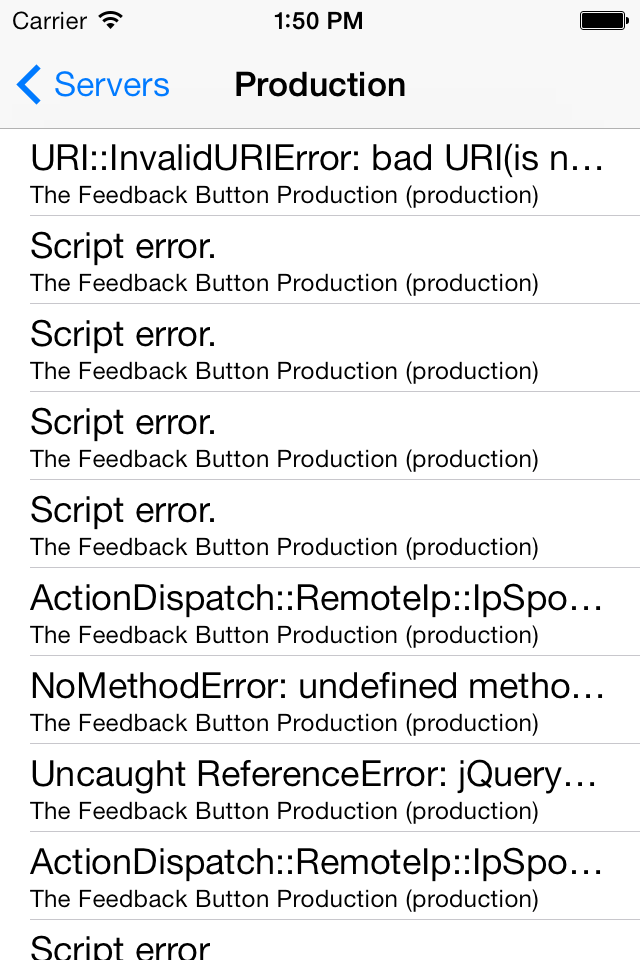 Carrier 1:50 PM
Servers Production
URI::InvalidURIError: bad URI(is n…
The Feedback Button Production (production)
Script error.
The Feedback Button Production (production)
Script error.
The Feedback Button Production (production)
Script error.
The Feedback Button Production (production)
Script error.
The Feedback Button Production (production)
ActionDispatch::RemoteIp::IpSpo…
The Feedback Button Production (production)
NoMethodError: undefined metho…
The Feedback Button Production (production)
Uncaught ReferenceError: jQuery…
The Feedback Button Production (production)
ActionDispatch::RemoteIp::IpSpo…
The Feedback Button Production (production)
Script error